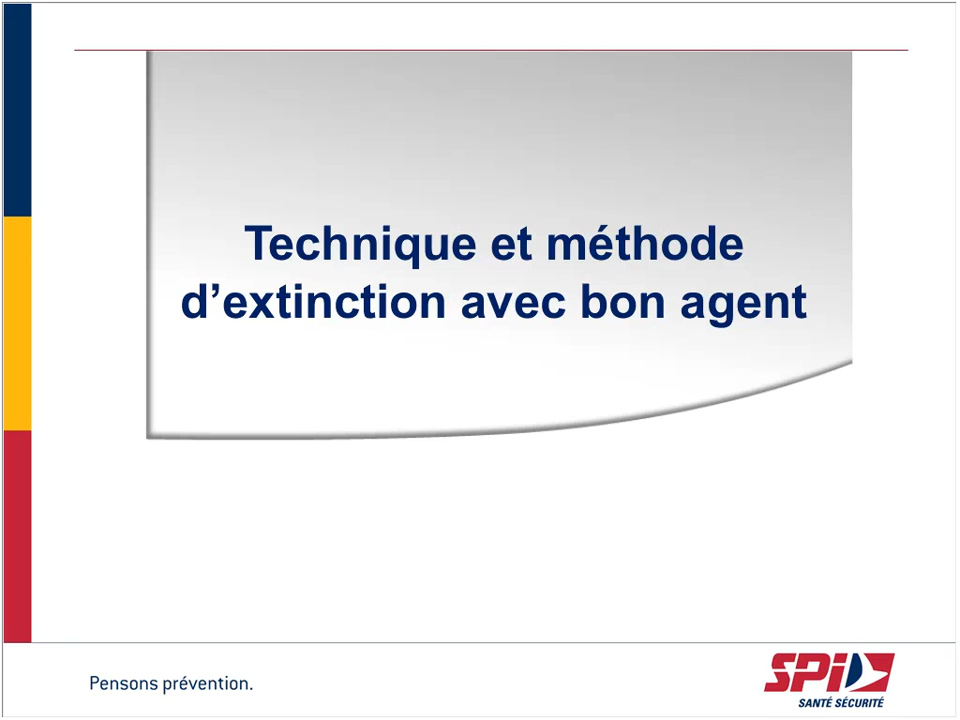 Technique et méthode
d’extinction avec bon agent
Pensons prévention.
SPI
SANTÉ SÉCURITÉ